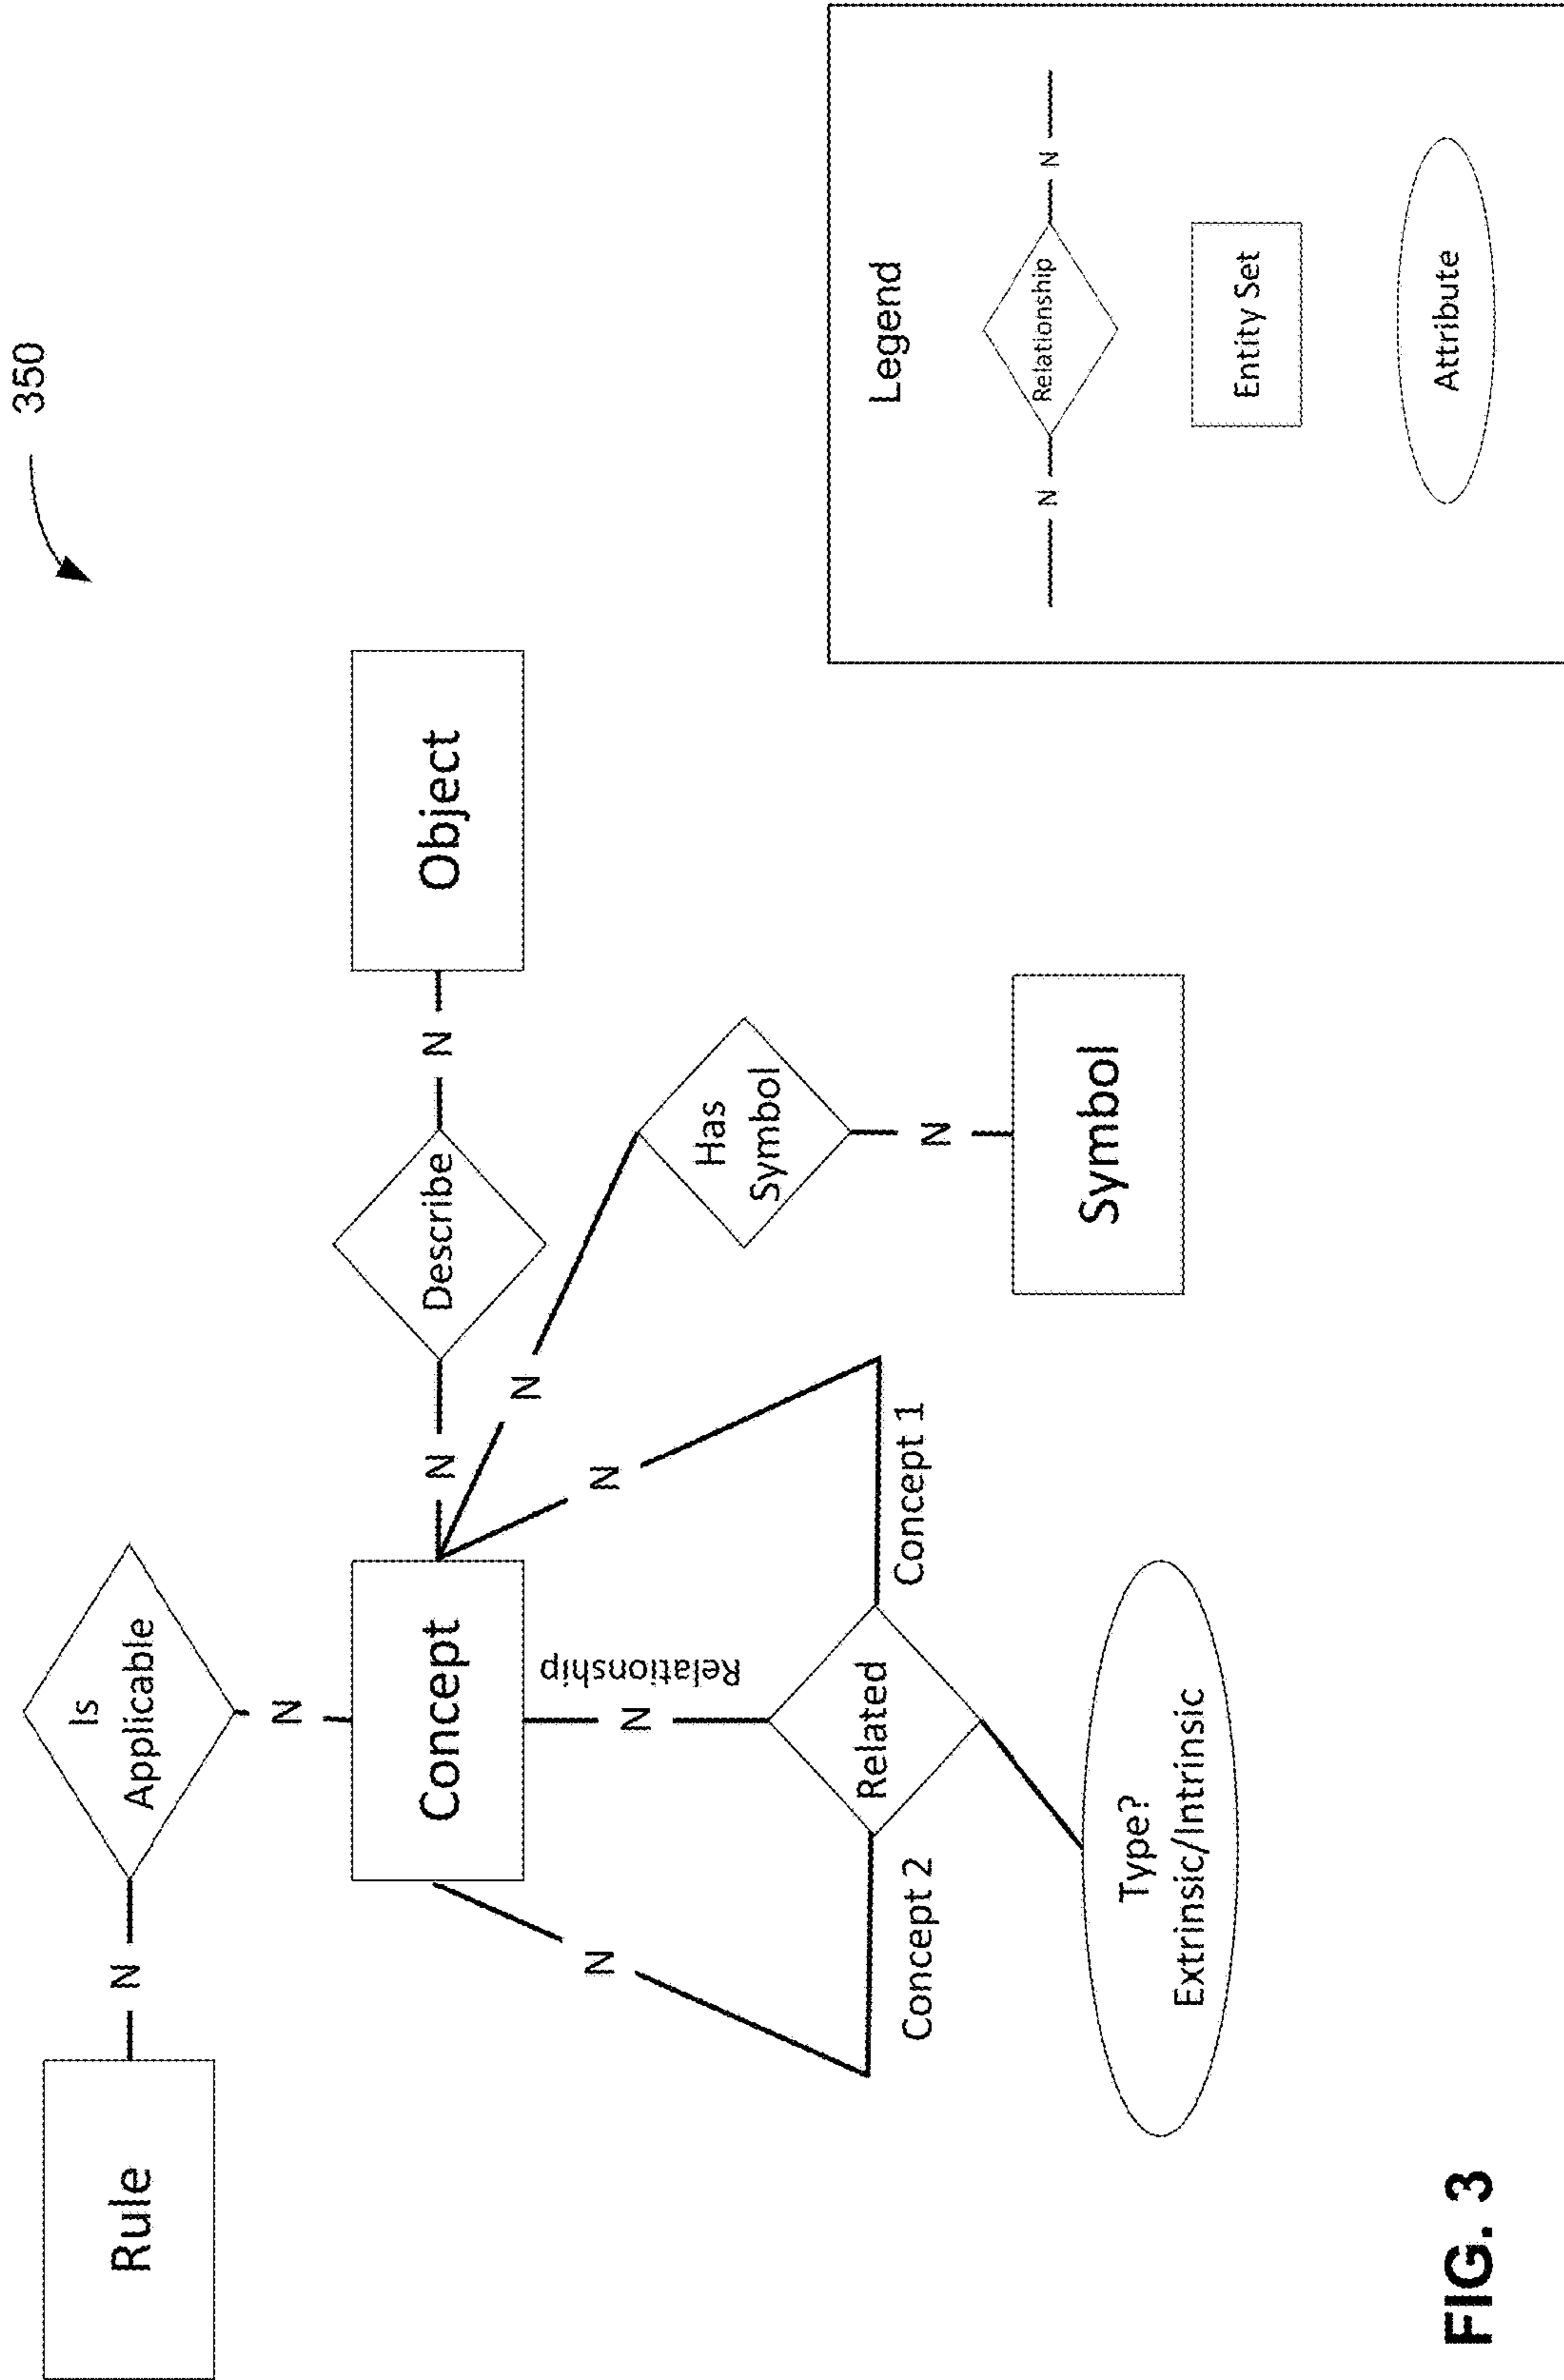 350
Rule
N
Is
Applicable
N
Concept
N
Describe
N
Object
N
Has
Symbol
N
Symbol
N
Concept 1
Relationship
N
Related
N
Concept 2
Type?
Extrinsic/Intrinsic
Legend
N
Relationship
N
Entity Set
Attribute
FIG. 3